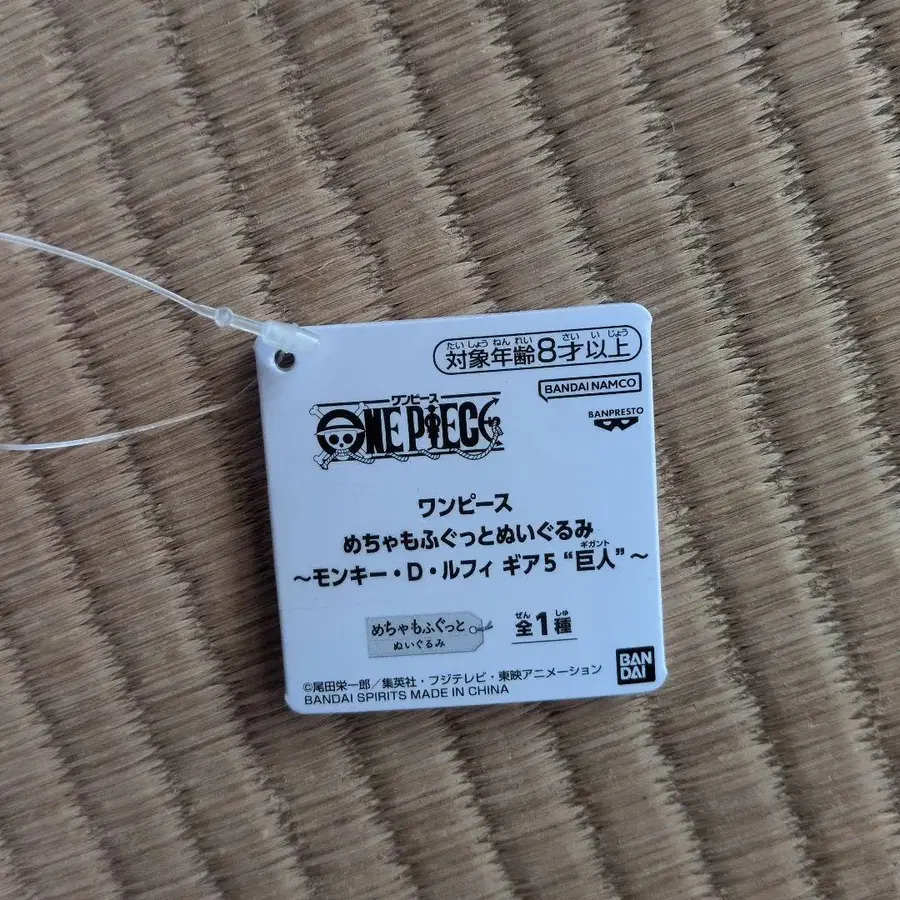 たいしょうねんれい さい いじょう
対象年齢8才以上
BANDAI NAMCO
BANPRESTO
ワンピース
ONE PIECE
ワンピース
めちゃもふぐっとぬいぐるみ
ギガント
～モンキー・D・ルフィ ギア5 “巨人”～
めちゃもふぐっと
ぬいぐるみ
ぜん しゅ
全1種
BAN
DAI
©尾田栄一郎／集英社・フジテレビ・東映アニメーション
BANDAI SPIRITS MADE IN CHINA